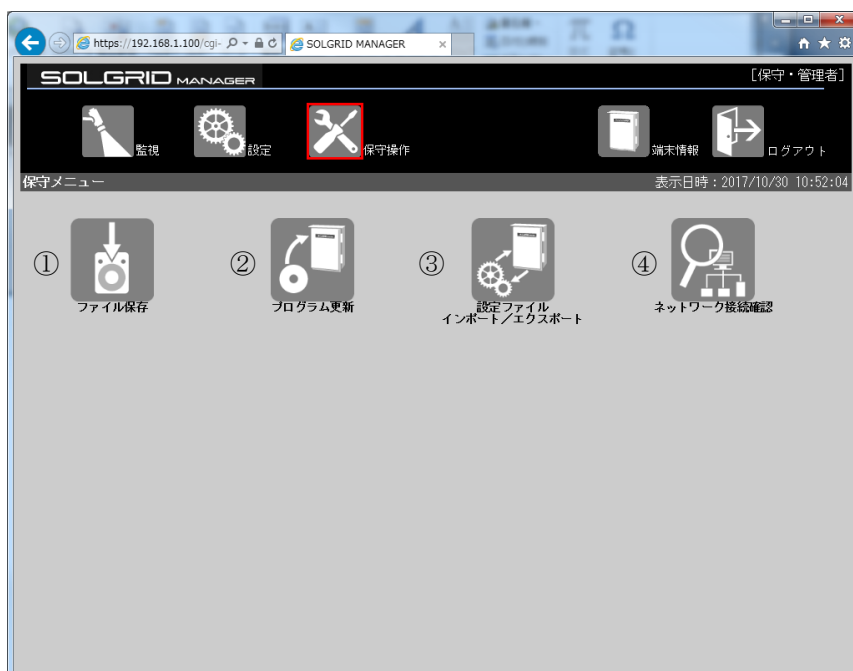 https://192.168.1.100/cgi-
SOLGRID MANAGER
SOLGRID MANAGER
[保守・管理者]
監視
設定
保守操作
端末情報
ログアウト
保守メニュー
表示日時:2017/10/30 10:52:04
①
②
③
④
ファイル保存
プログラム更新
設定ファイル
インポート/エクスポート
ネットワーク接続確認